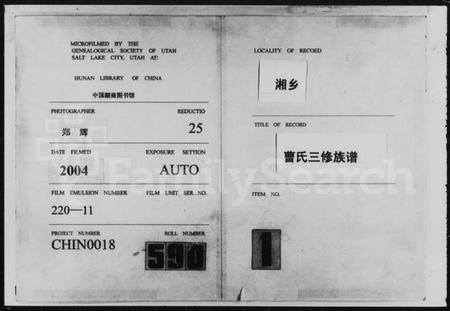 MICROFILMED BY THE
GENEALOGICAL SOCIETY OF UTAH
SALT LAKE CITY, UTAH AT:
HUNAN LIBRARY OF CHINA
中国湖南图书馆
PHOTOGRAPHER REDUCTIO
郑 辉 25
DATE FILMED EXPOSURE SETTION
2004 AUTO
FILM EMULSION NUMBER FILM UNIT SER. NO.
220—11
PROJECT NUMBER ROLL NUMBER
CHIN0018 590
LOCALITY OF RECOED
湘乡
TITLE OF RECORD
曹氏三修族谱
ITEM NO.
1
FamilySearch